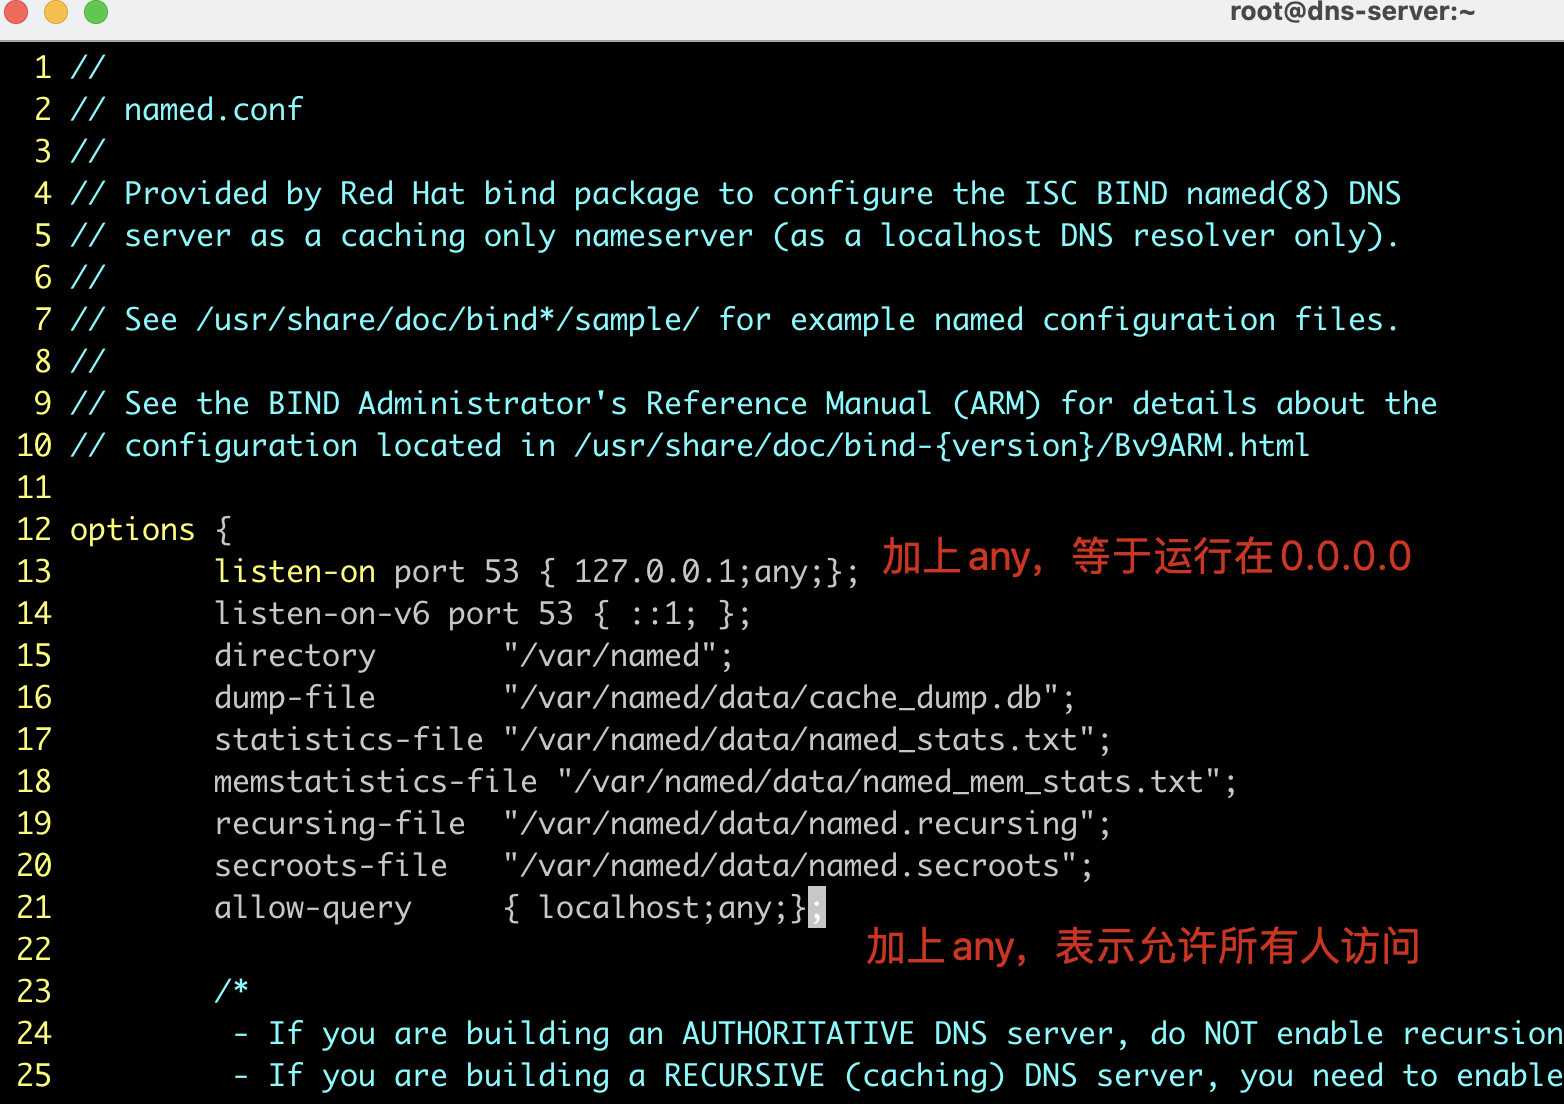 root@dns-server:~
1 //
2 // named.conf
3 //
4 // Provided by Red Hat bind package to configure the ISC BIND named(8) DNS
5 // server as a caching only nameserver (as a localhost DNS resolver only).
6 //
7 // See /usr/share/doc/bind*/sample/ for example named configuration files.
8 //
9 // See the BIND Administrator's Reference Manual (ARM) for details about the
10 // configuration located in /usr/share/doc/bind-{version}/Bv9ARM.html
11
12 options {
加上any，等于运行在0.0.0.0
13         listen-on port 53 { 127.0.0.1;any;};
14         listen-on-v6 port 53 { ::1; };
15         directory       "/var/named";
16         dump-file       "/var/named/data/cache_dump.db";
17         statistics-file "/var/named/data/named_stats.txt";
18         memstatistics-file "/var/named/data/named_mem_stats.txt";
19         recursing-file  "/var/named/data/named.recursing";
20         secroots-file   "/var/named/data/named.secroots";
21         allow-query     { localhost;any;};
22
加上any，表示允许所有人访问
23         /*
24          - If you are building an AUTHORITATIVE DNS server, do NOT enable recursion
25          - If you are building a RECURSIVE (caching) DNS server, you need to enable